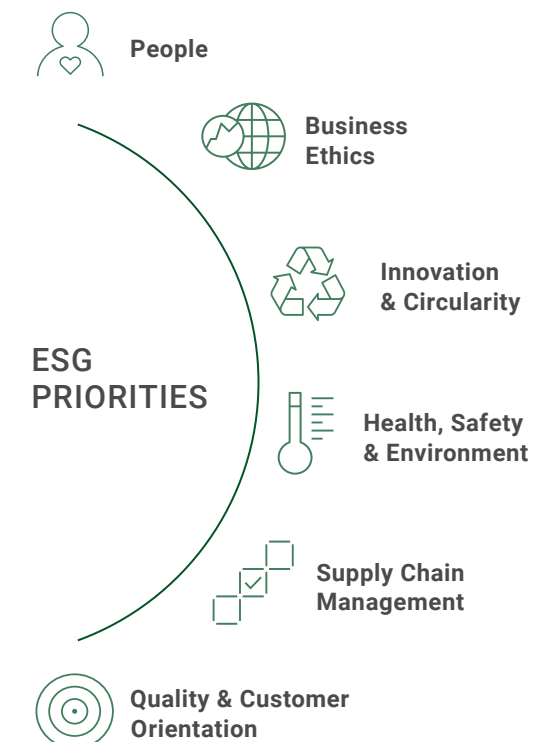 People
Business
Ethics
Innovation
& Circularity
ESG
PRIORITIES
Health, Safety
& Environment
Supply Chain
Management
Quality & Customer
Orientation